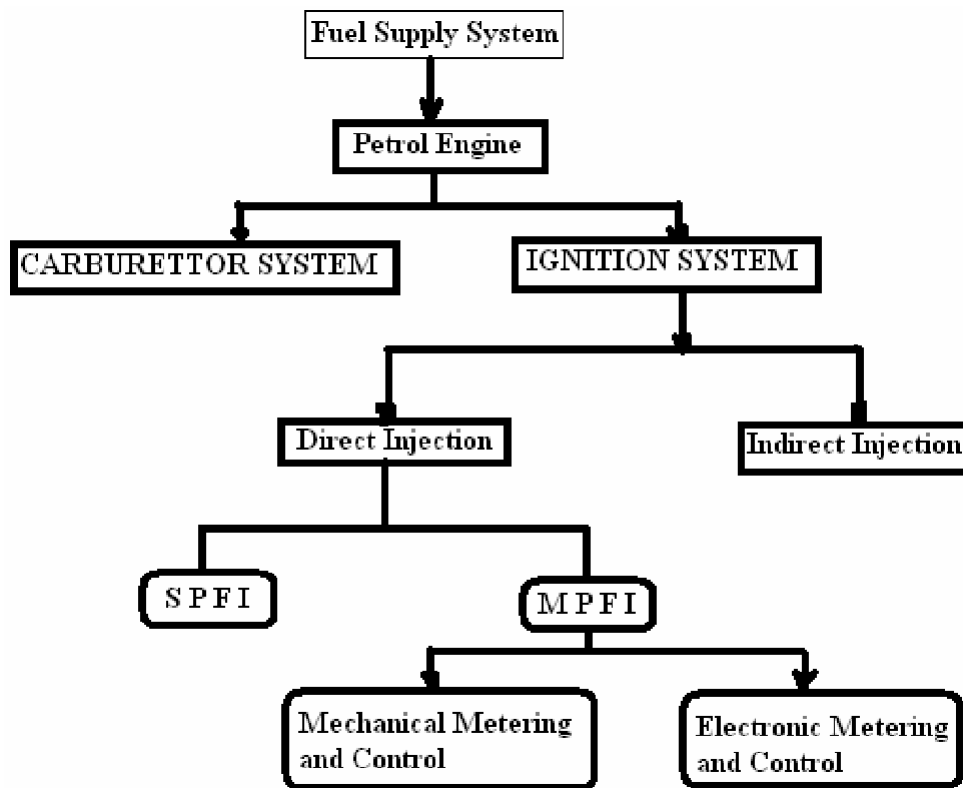 Fuel Supply System
Petrol Engine
CARBURETTOR SYSTEM
IGNITION SYSTEM
Direct Injection
Indirect Injection
S P F I
M P F I
Mechanical Metering
and Control
Electronic Metering
and Control